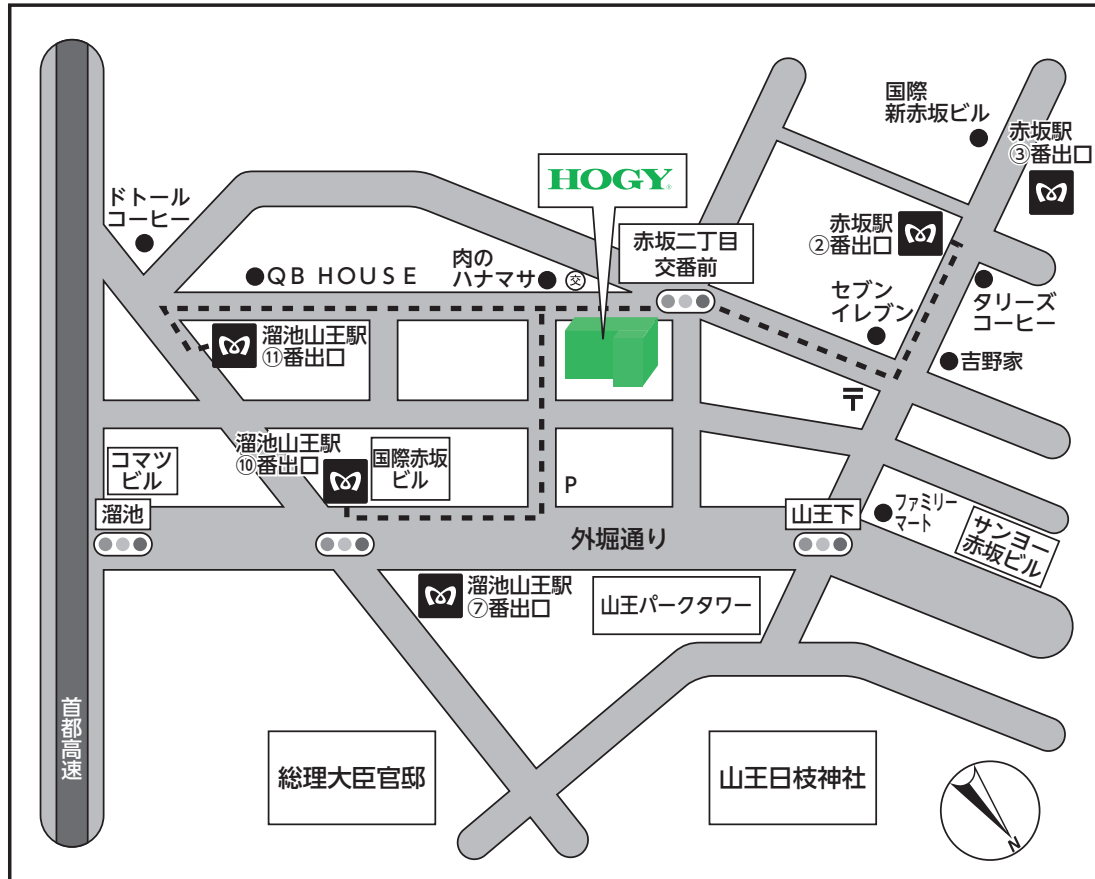 国際
新赤坂ビル
赤坂駅
③番出口
HOGY®
ドトール
コーヒー
赤坂駅
②番出口
赤坂二丁目
交番前
肉の
ハナマサ
交
QB HOUSE
セブン
イレブン
タリーズ
コーヒー
溜池山王駅
⑪番出口
吉野家
〒
溜池山王駅
⑩番出口
国際赤坂
ビル
コマツ
ビル
P
溜池
山王下
ファミリー
マート
サンヨー
赤坂ビル
外堀通り
溜池山王駅
⑦番出口
山王パークタワー
首都高速
総理大臣官邸
山王日枝神社
N